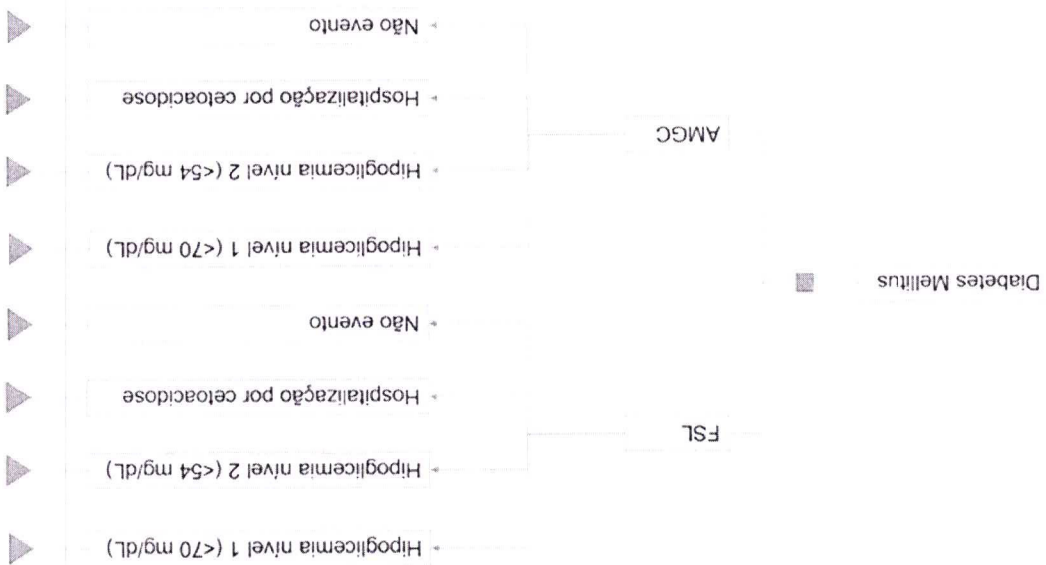 Diabetes Mellitus
FSL
Hipoglicemia nível 1 (<70 mg/dL)
Hipoglicemia nível 2 (<54 mg/dL)
Hospitalização por cetoacidose
Não evento
AMGC
Hipoglicemia nível 1 (<70 mg/dL)
Hipoglicemia nível 2 (<54 mg/dL)
Hospitalização por cetoacidose
Não evento